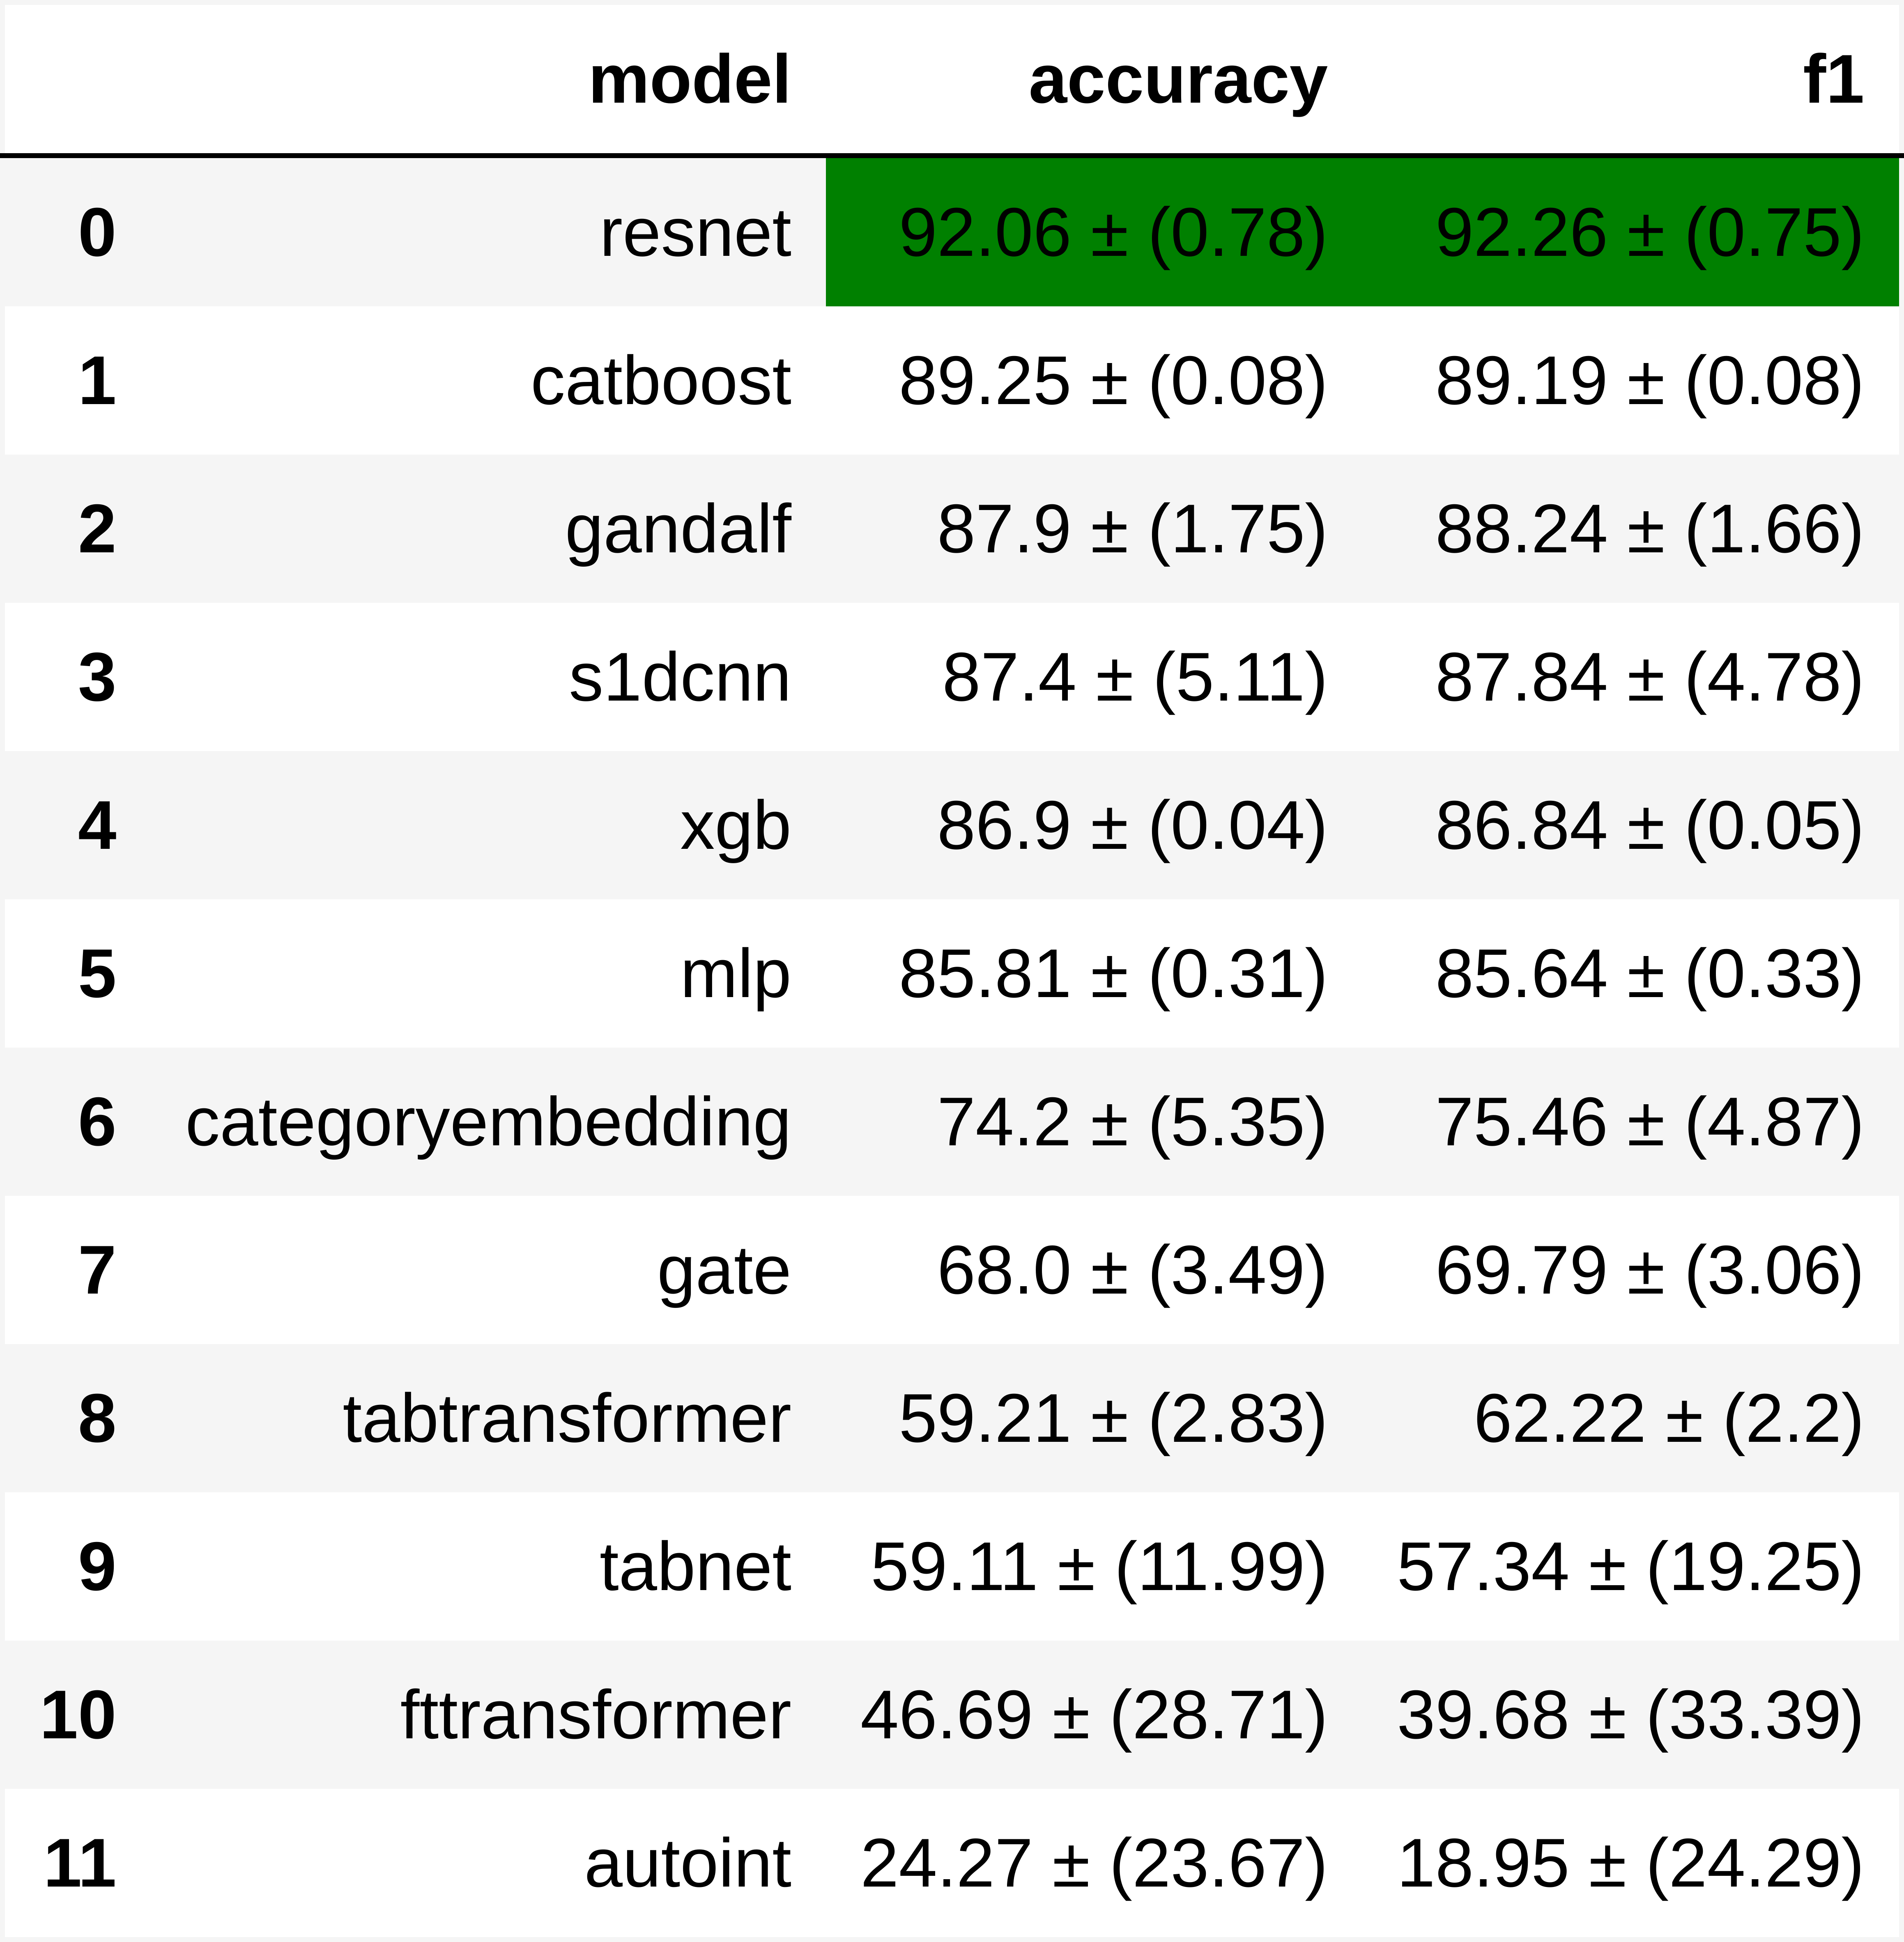 model accuracy f1
0 resnet 92.06 ± (0.78) 92.26 ± (0.75)
1 catboost 89.25 ± (0.08) 89.19 ± (0.08)
2 gandalf 87.9 ± (1.75) 88.24 ± (1.66)
3 s1dcnn 87.4 ± (5.11) 87.84 ± (4.78)
4 xgb 86.9 ± (0.04) 86.84 ± (0.05)
5 mlp 85.81 ± (0.31) 85.64 ± (0.33)
6 categoryembedding 74.2 ± (5.35) 75.46 ± (4.87)
7 gate 68.0 ± (3.49) 69.79 ± (3.06)
8 tabtransformer 59.21 ± (2.83) 62.22 ± (2.2)
9 tabnet 59.11 ± (11.99) 57.34 ± (19.25)
10 fttransformer 46.69 ± (28.71) 39.68 ± (33.39)
11 autoint 24.27 ± (23.67) 18.95 ± (24.29)